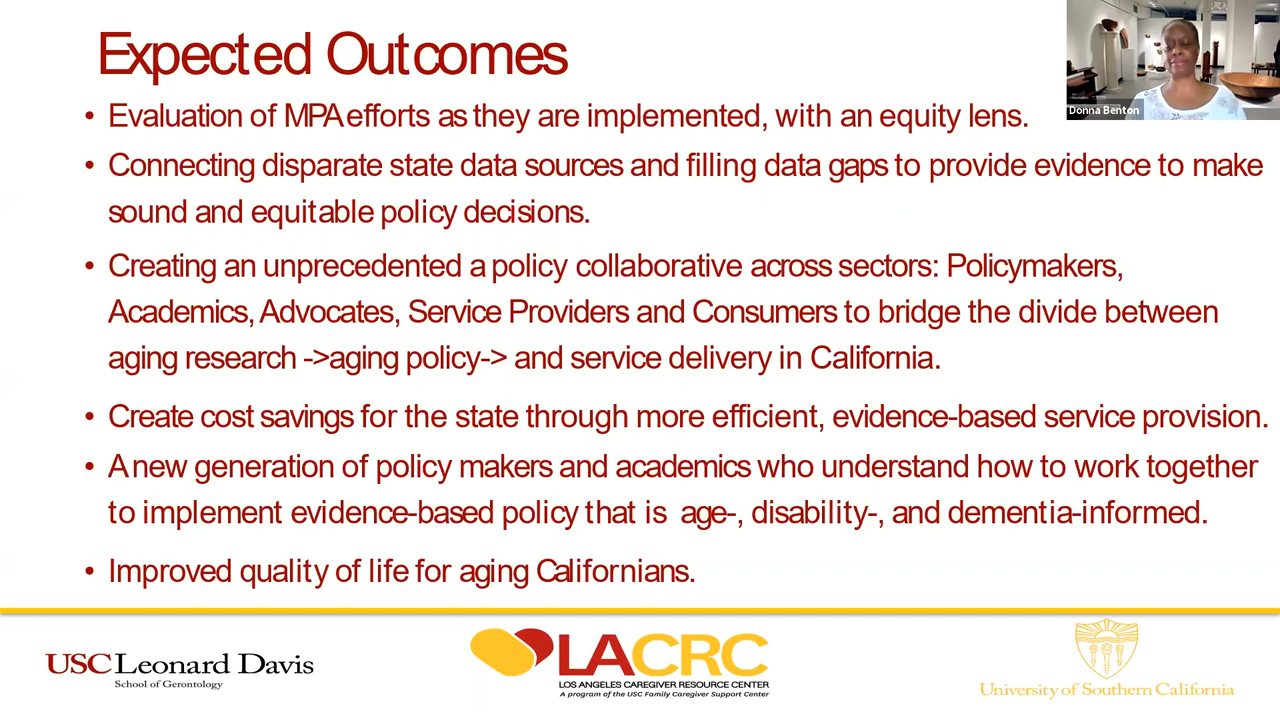 Expected Outcomes
Donna Benton
• Evaluation of MPA efforts as they are implemented, with an equity lens.
• Connecting disparate state data sources and filling data gaps to provide evidence to make
sound and equitable policy decisions.
• Creating an unprecedented a policy collaborative across sectors: Policymakers,
Academics, Advocates, Service Providers and Consumers to bridge the divide between
aging research ->aging policy-> and service delivery in California.
• Create cost savings for the state through more efficient, evidence-based service provision.
• A new generation of policy makers and academics who understand how to work together
to implement evidence-based policy that is age-, disability-, and dementia-informed.
• Improved quality of life for aging Californians.
USC Leonard Davis
School of Gerontology
LACRC
LOS ANGELES CAREGIVER RESOURCE CENTER
A program of the USC Family Caregiver Support Center
University of Southern California